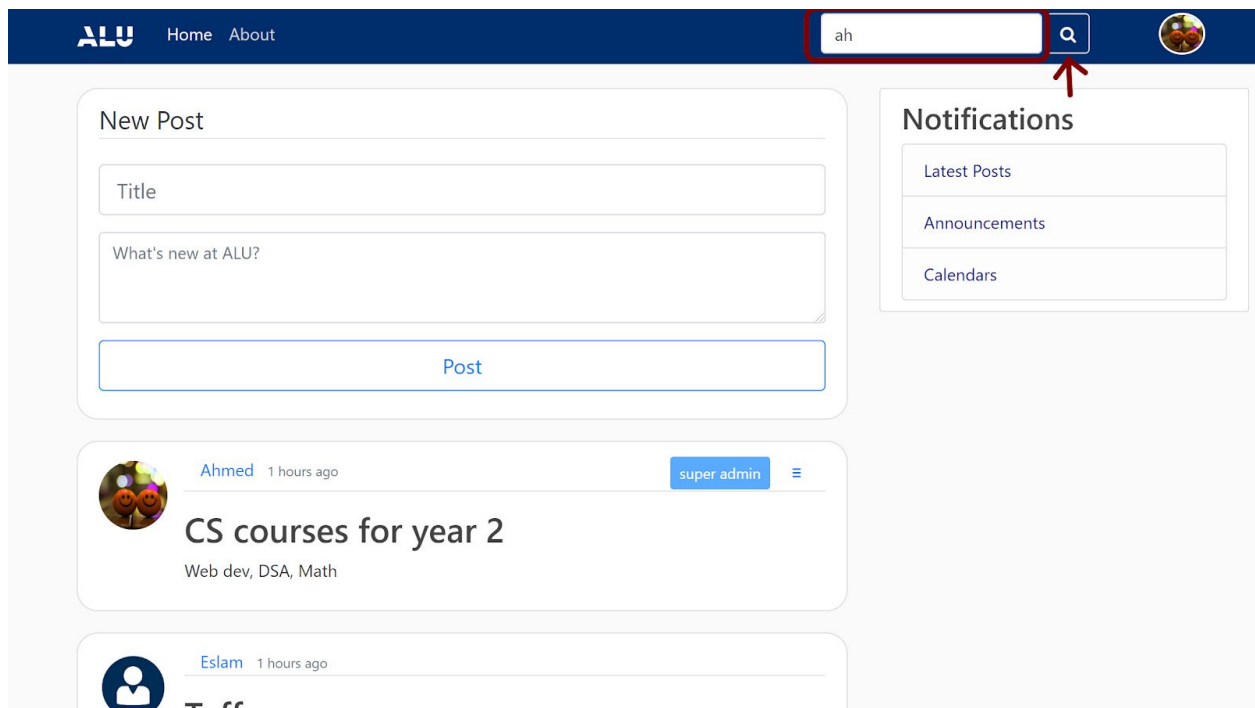 ALU Home About ah
New Post
Title
What's new at ALU?
Post
Notifications
Latest Posts
Announcements
Calendars
Ahmed 1 hours ago super admin
CS courses for year 2
Web dev, DSA, Math
Eslam 1 hours ago